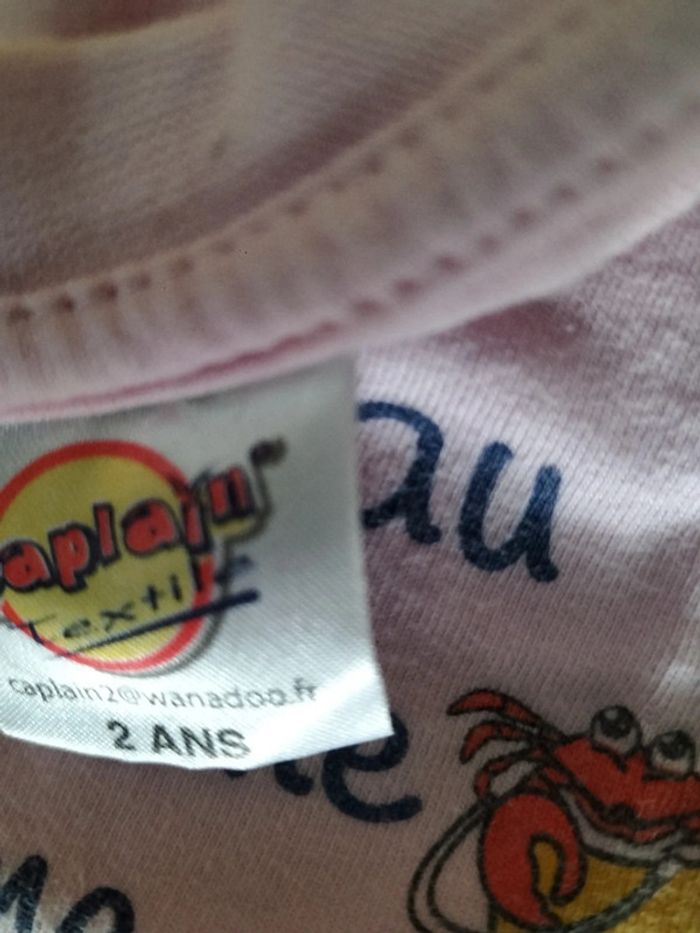 caplain
Textile
caplain2@wanadoo.fr
2 ANS
au